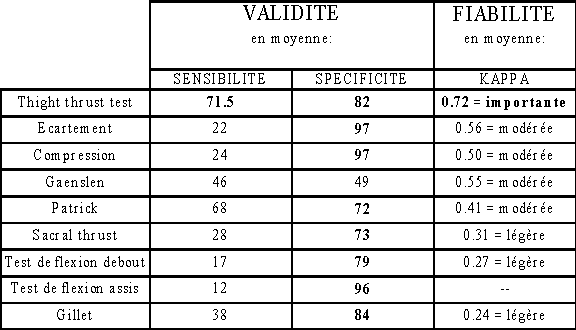 VALIDITE FIABILITE
en moyenne: en moyenne:
SENSIBILITE SPECIFICITE KAPPA
Thight thrust test 71.5 82 0.72 = importante
Ecartement 22 97 0.56 = modérée
Compression 24 97 0.50 = modérée
Gaenslen 46 49 0.55 = modérée
Patrick 68 72 0.41 = modérée
Sacral thrust 28 73 0.31 = légère
Test de flexion debout 17 79 0.27 = légère
Test de flexion assis 12 96 --
Gillet 38 84 0.24 = légère